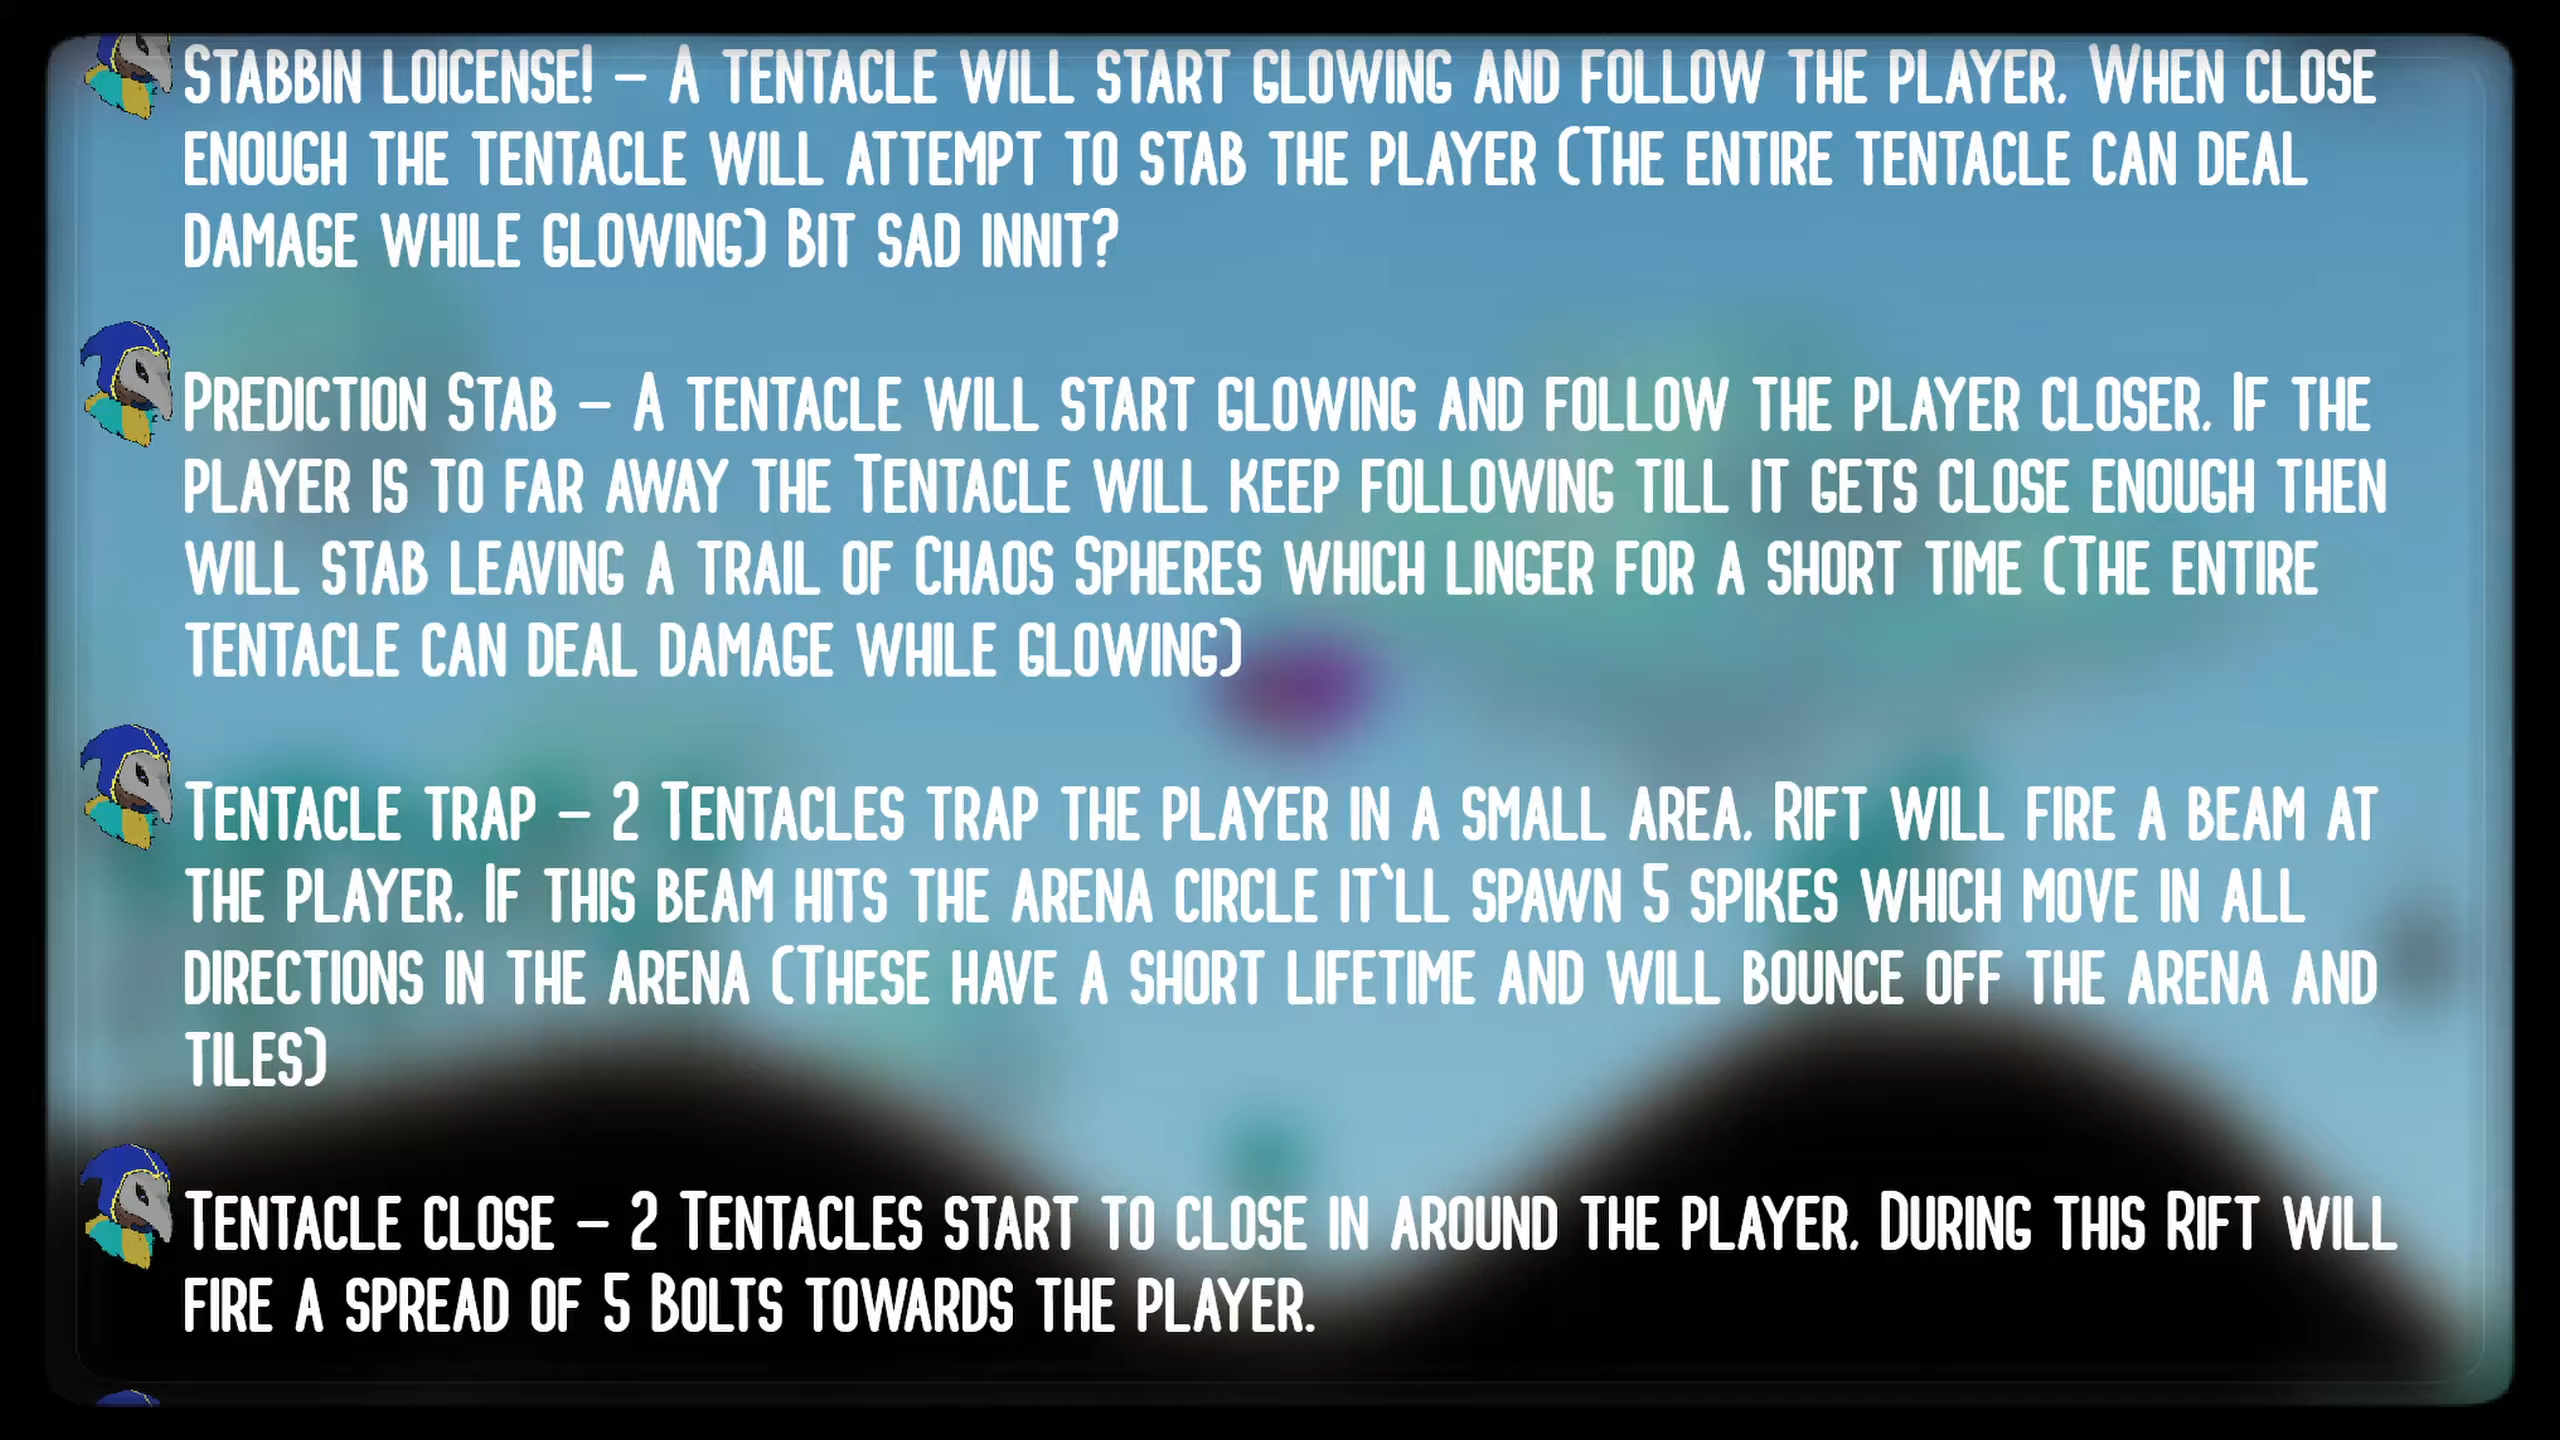 Stabbin loicense! – A tentacle will start glowing and follow the player. When close
enough the tentacle will attempt to stab the player (The entire tentacle can deal
damage while glowing) Bit sad innit?
Prediction Stab – A tentacle will start glowing and follow the player closer. If the
player is to far away the Tentacle will keep following till it gets close enough then
will stab leaving a trail of Chaos Spheres which linger for a short time (The entire
tentacle can deal damage while glowing)
Tentacle trap – 2 Tentacles trap the player in a small area. Rift will fire a beam at
the player. If this beam hits the arena circle it`ll spawn 5 spikes which move in all
directions in the arena (These have a short lifetime and will bounce off the arena and
tiles)
Tentacle close – 2 Tentacles start to close in around the player. During this Rift will
fire a spread of 5 Bolts towards the player.